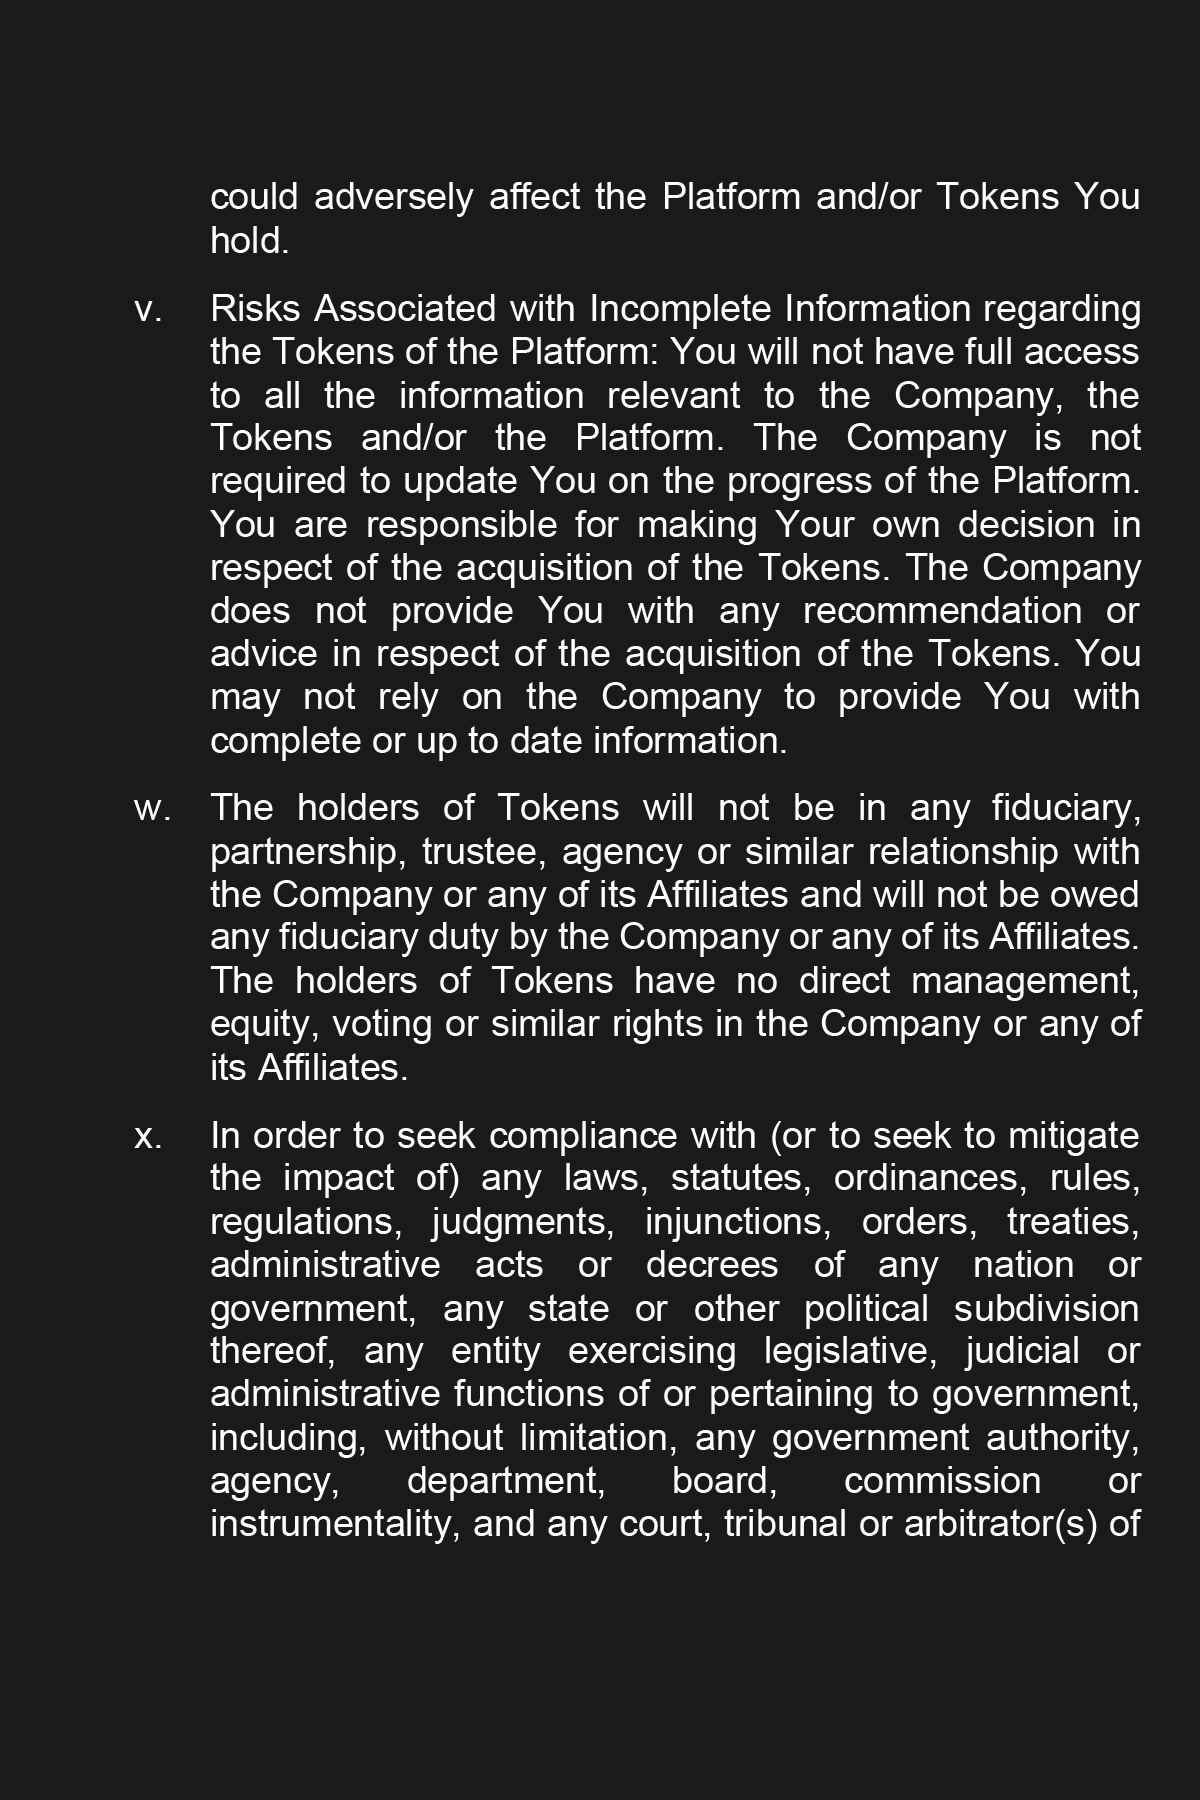 could adversely affect the Platform and/or Tokens You
hold.
v. Risks Associated with Incomplete Information regarding
the Tokens of the Platform: You will not have full access
to all the information relevant to the Company, the
Tokens and/or the Platform. The Company is not
required to update You on the progress of the Platform.
You are responsible for making Your own decision in
respect of the acquisition of the Tokens. The Company
does not provide You with any recommendation or
advice in respect of the acquisition of the Tokens. You
may not rely on the Company to provide You with
complete or up to date information.
w. The holders of Tokens will not be in any fiduciary,
partnership, trustee, agency or similar relationship with
the Company or any of its Affiliates and will not be owed
any fiduciary duty by the Company or any of its Affiliates.
The holders of Tokens have no direct management,
equity, voting or similar rights in the Company or any of
its Affiliates.
x. In order to seek compliance with (or to seek to mitigate
the impact of) any laws, statutes, ordinances, rules,
regulations, judgments, injunctions, orders, treaties,
administrative acts or decrees of any nation or
government, any state or other political subdivision
thereof, any entity exercising legislative, judicial or
administrative functions of or pertaining to government,
including, without limitation, any government authority,
agency, department, board, commission or
instrumentality, and any court, tribunal or arbitrator(s) of